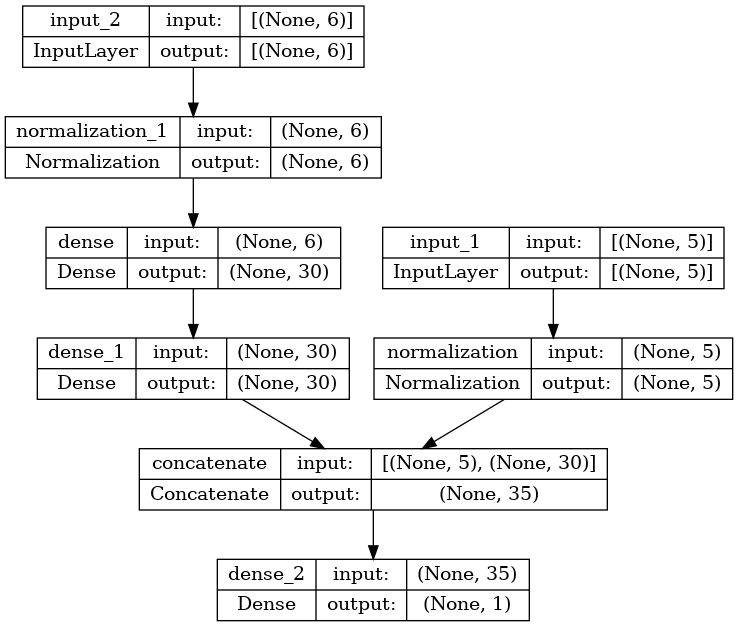 input_2 input: [(None, 6)]
InputLayer output: [(None, 6)]
normalization_1 input: (None, 6)
Normalization output: (None, 6)
dense input: (None, 6)
Dense output: (None, 30)
input_1 input: [(None, 5)]
InputLayer output: [(None, 5)]
dense_1 input: (None, 30)
Dense output: (None, 30)
normalization input: (None, 5)
Normalization output: (None, 5)
concatenate input: [(None, 5), (None, 30)]
Concatenate output: (None, 35)
dense_2 input: (None, 35)
Dense output: (None, 1)